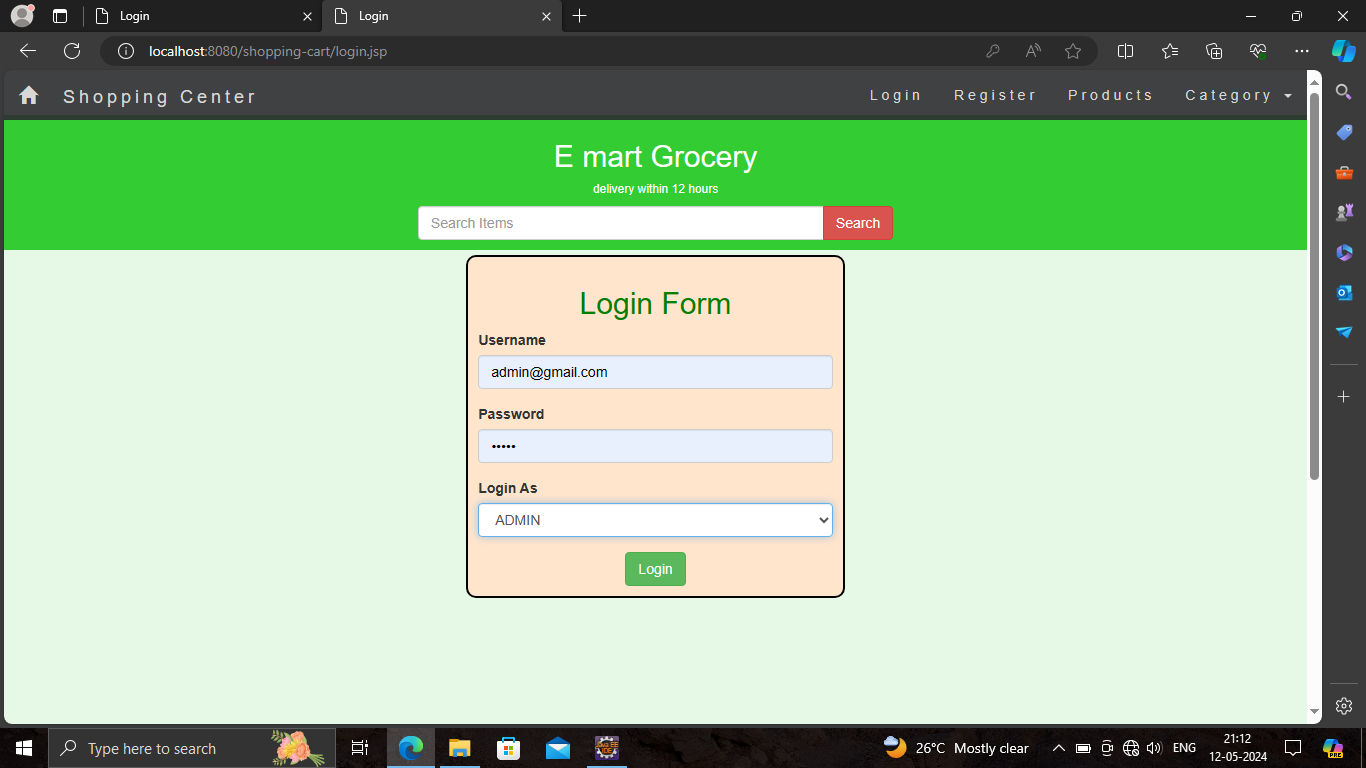 Login
Login
localhost:8080/shopping-cart/login.jsp
Shopping Center
Login Register Products Category
E mart Grocery
delivery within 12 hours
Search Items
Search
Login Form
Username
admin@gmail.com
Password
•••••
Login As
ADMIN
Login
Type here to search
26°C Mostly clear
ENG
21:12
12-05-2024